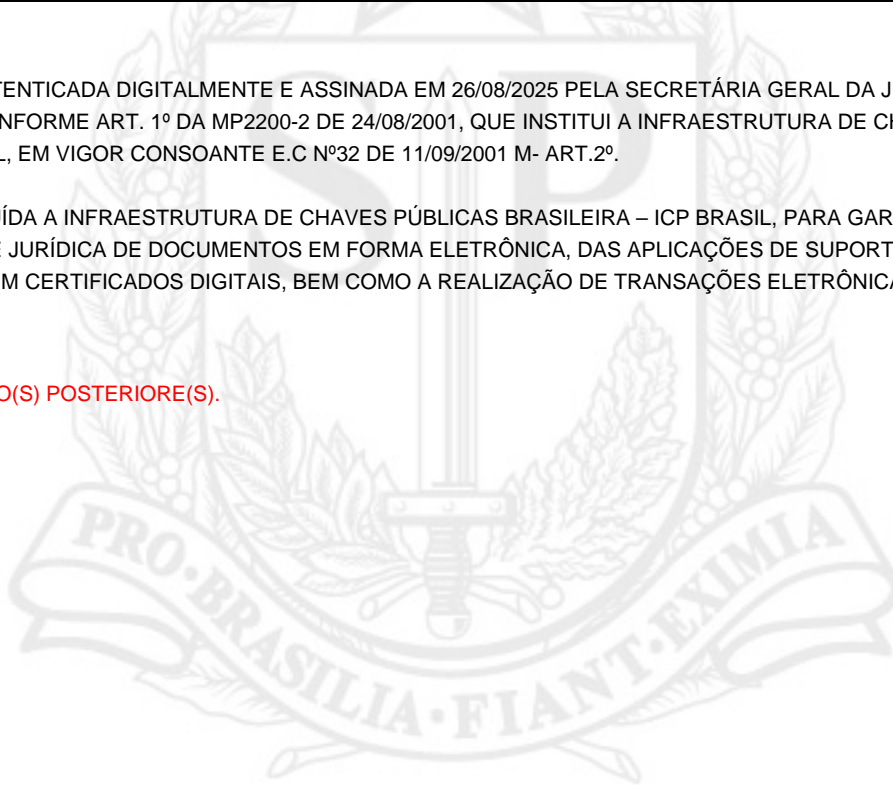 TENTICADA DIGITALMENTE E ASSINADA EM 26/08/2025 PELA SECRETÁRIA GERAL DA J
NFORME ART. 1º DA MP2200-2 DE 24/08/2001, QUE INSTITUI A INFRAESTRUTURA DE CH
L, EM VIGOR CONSOANTE E.C Nº32 DE 11/09/2001 M- ART.2º.
UÍDA A INFRAESTRUTURA DE CHAVES PÚBLICAS BRASILEIRA – ICP BRASIL, PARA GAR
E JURÍDICA DE DOCUMENTOS EM FORMA ELETRÔNICA, DAS APLICAÇÕES DE SUPORT
M CERTIFICADOS DIGITAIS, BEM COMO A REALIZAÇÃO DE TRANSAÇÕES ELETRÔNICA
O(S) POSTERIORE(S).
SP
PRO·BRASILIA·FIANT·EXIMIA